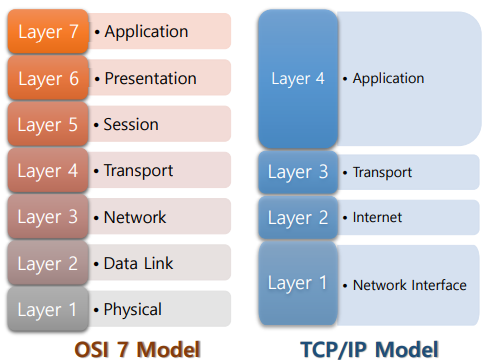 Layer 7 • Application
Layer 6 • Presentation
Layer 5 • Session
Layer 4 • Transport
Layer 3 • Network
Layer 2 • Data Link
Layer 1 • Physical
OSI 7 Model
Layer 4 • Application
Layer 3 • Transport
Layer 2 • Internet
Layer 1 • Network Interface
TCP/IP Model